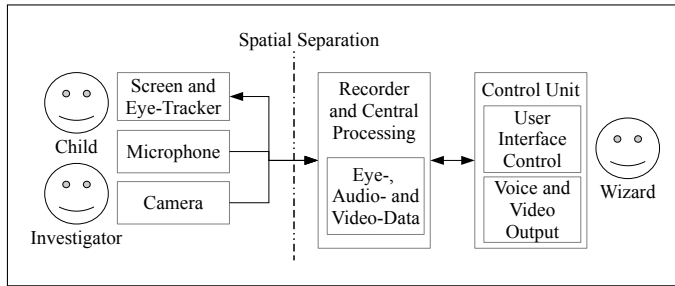 Spatial Separation
Screen and
Eye-Tracker
Child
Microphone
Camera
Investigator
Recorder
and Central
Processing
Eye-,
Audio- and
Video-Data
Control Unit
User
Interface
Control
Voice and
Video
Output
Wizard